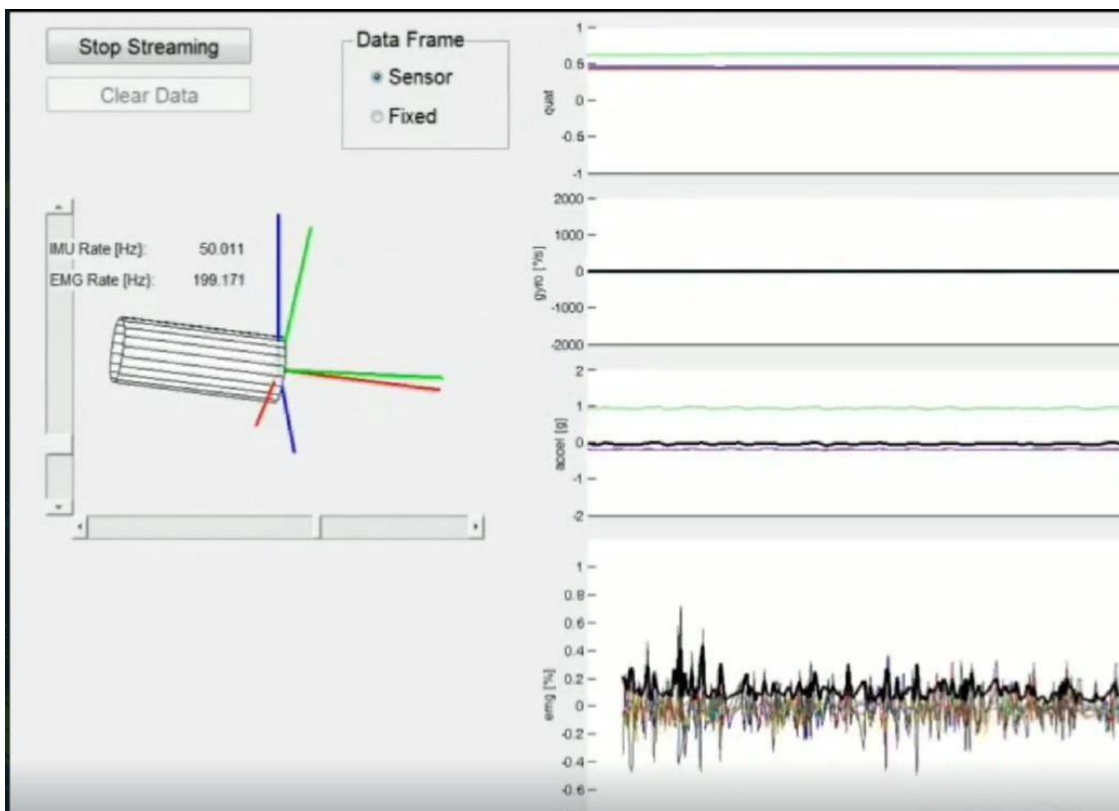 Stop Streaming
Clear Data
Data Frame
Sensor
Fixed
IMU Rate [Hz]: 50.011
EMG Rate [Hz]: 199.171
quat
1
0.5
0
-0.5
-1
gyro [°/s]
2000
1000
0
-1000
-2000
accel [g]
2
1
0
-1
-2
emg [%]
1
0.8
0.6
0.4
0.2
0
-0.2
-0.4
-0.6